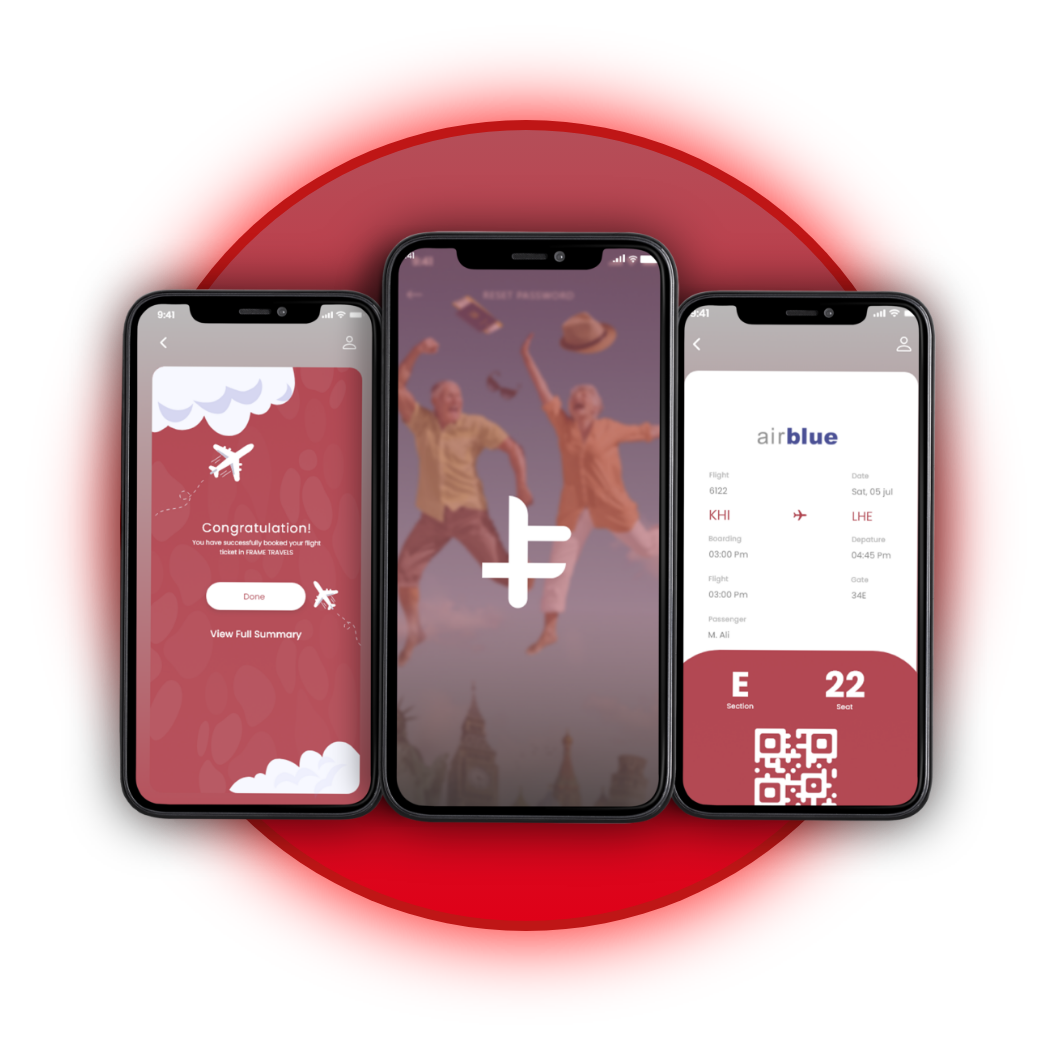 9:41
Congratulation!
You have successfully booked your flight
ticket in FRAME TRAVELS
Done
View Full Summary
41
9:41
RESET PASSWORD
9:41
airblue
Flight
Date
6122
Sat, 05 jul
KHI
LHE
Boarding
Depature
03:00 Pm
04:45 Pm
Flight
Gate
03:00 Pm
34E
Passenger
M. Ali
E
22
Section
Seat